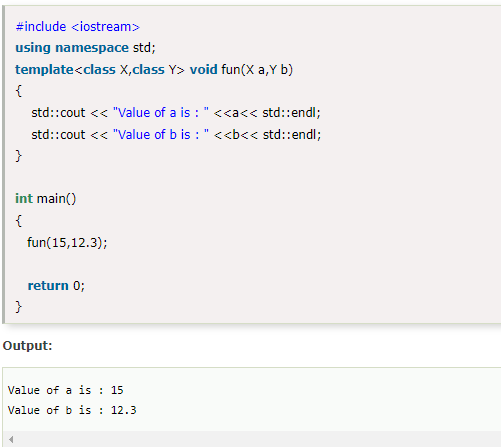 #include <iostream>
using namespace std;
template<class X,class Y> void fun(X a,Y b)
{
std::cout << "Value of a is : " <<a<< std::endl;
std::cout << "Value of b is : " <<b<< std::endl;
}
int main()
{
fun(15,12.3);
return 0;
}
Output:
Value of a is : 15
Value of b is : 12.3